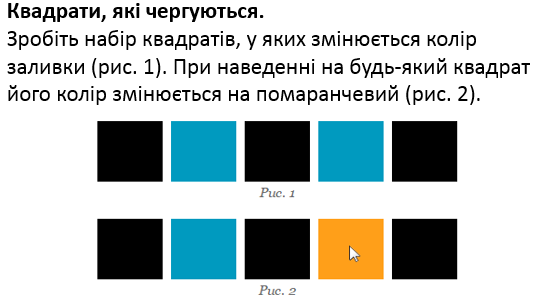 Квадрати, які чергуються.
Зробіть набір квадратів, у яких змінюється колір
заливки (рис. 1). При наведенні на будь-який квадрат
його колір змінюється на помаранчевий (рис. 2).
Рис. 1
Рис. 2